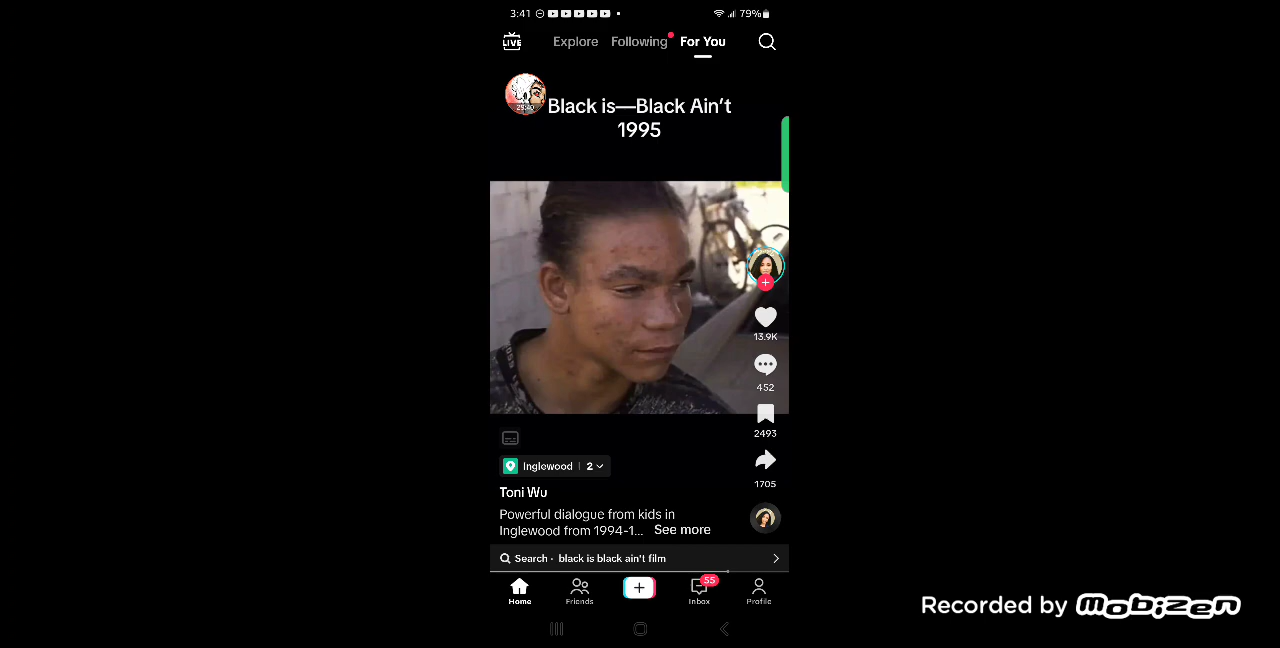 3:41
79%
LIVE
Explore
Following
For You
29:40
Black is—Black Ain't
1995
13.9K
452
2493
1705
Inglewood | 2
Toni Wu
Powerful dialogue from kids in
Inglewood from 1994-1... See more
Search · black is black ain't film
55
Home
Friends
Inbox
Profile
Recorded by mobizen